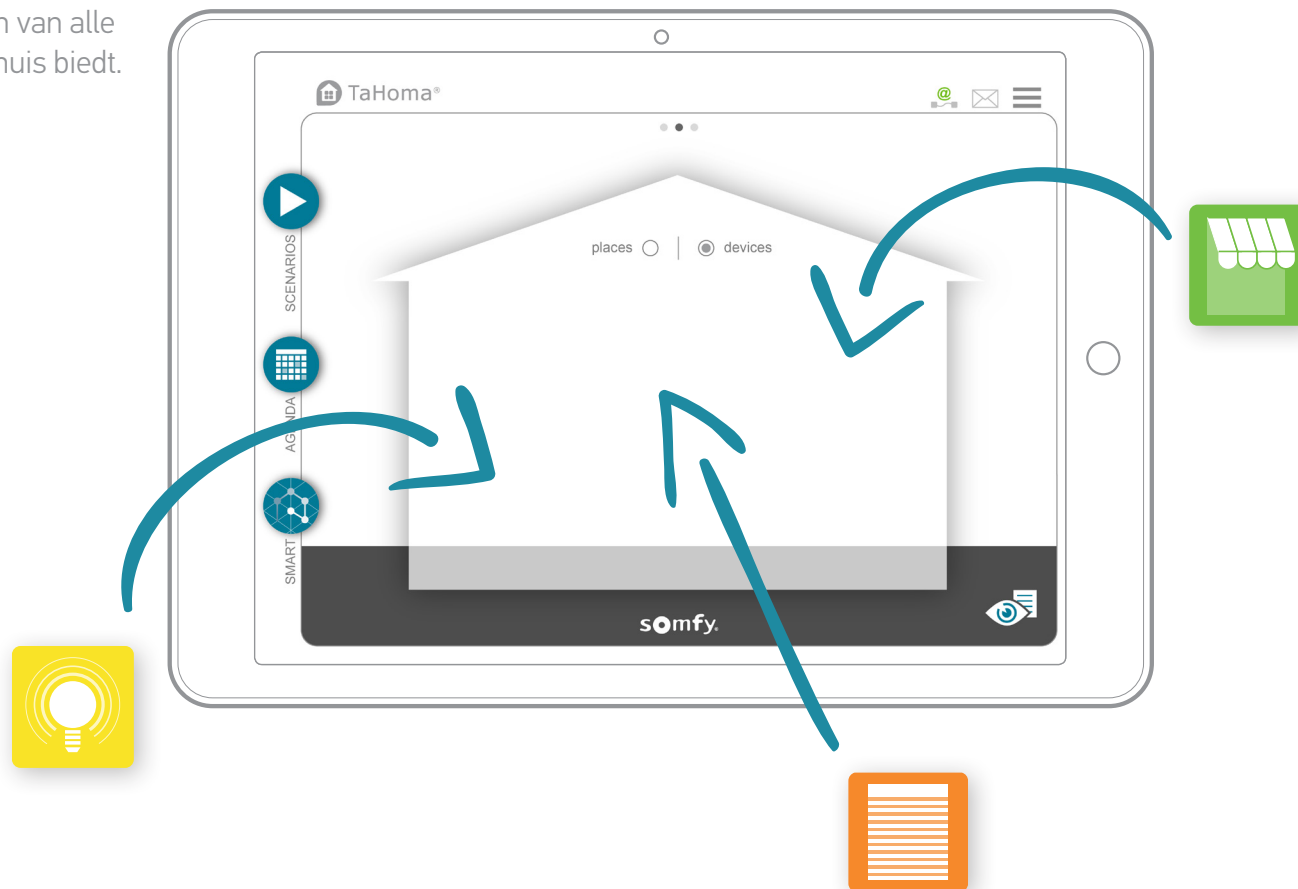 van alle
huis biedt.
TaHoma®
@
places
devices
SCENARIOS
AGENDA
SMART
somfy.